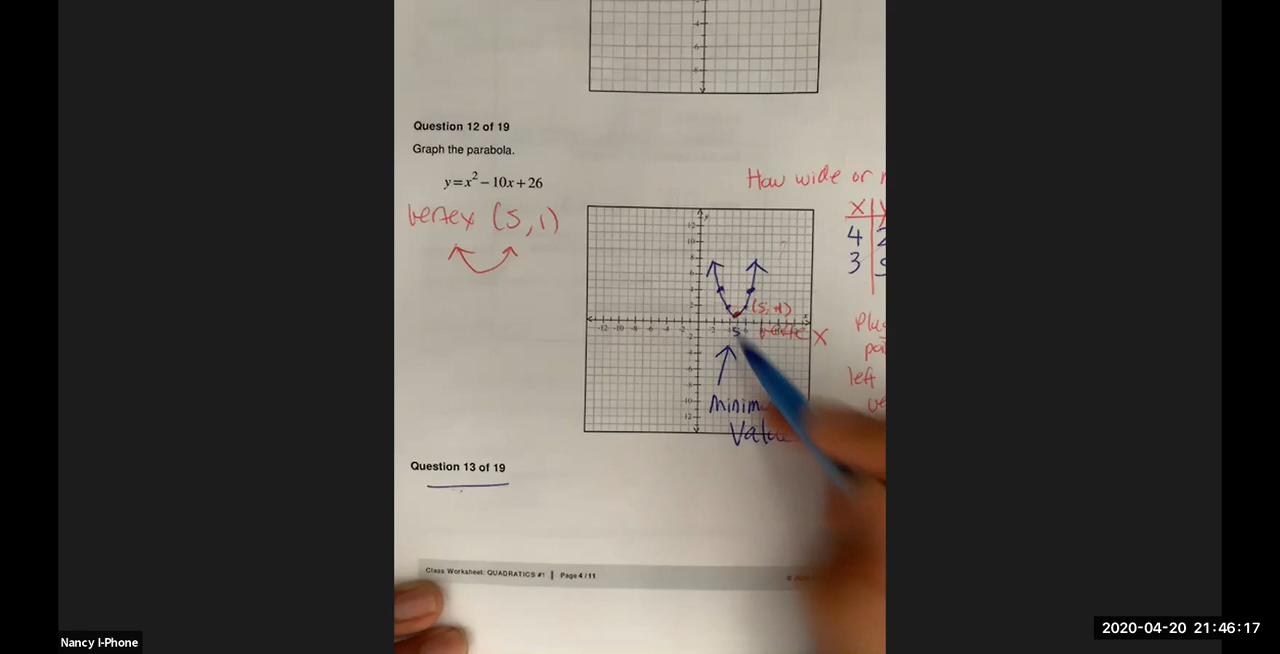 Question 12 of 19
Graph the parabola.
y=x² – 10x+26
vertex (5,1)
How wide or
x y
4 2
3
(5,1)
vertex
5
Minim
Value
left
Question 13 of 19
Class Worksheet: QUADRATICS #1 | Page 4 / 11
Nancy I-Phone
2020-04-20 21:46:17